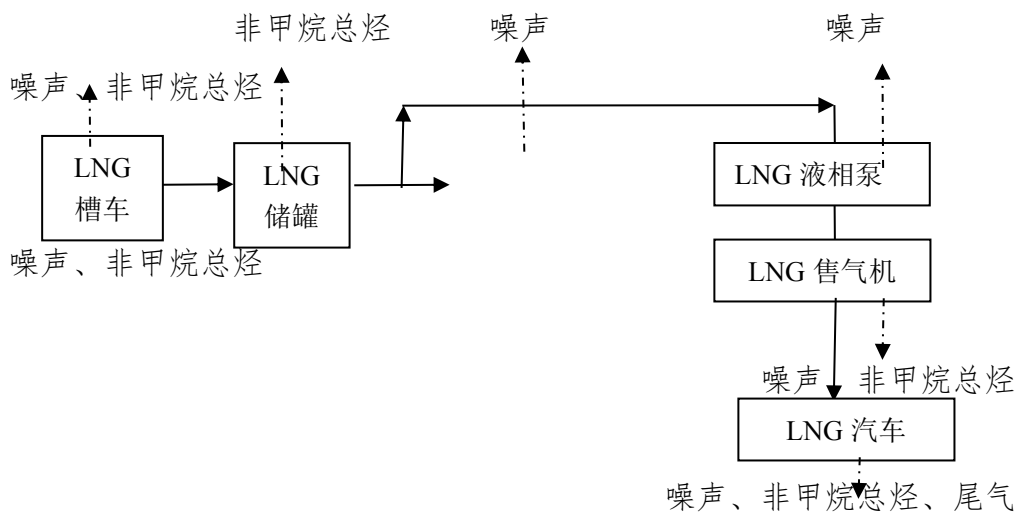 非甲烷总烃
噪声
噪声
噪声、非甲烷总烃
LNG
槽车
LNG
储罐
LNG 液相泵
噪声、非甲烷总烃
LNG 售气机
噪声、非甲烷总烃
LNG 汽车
噪声、非甲烷总烃、尾气